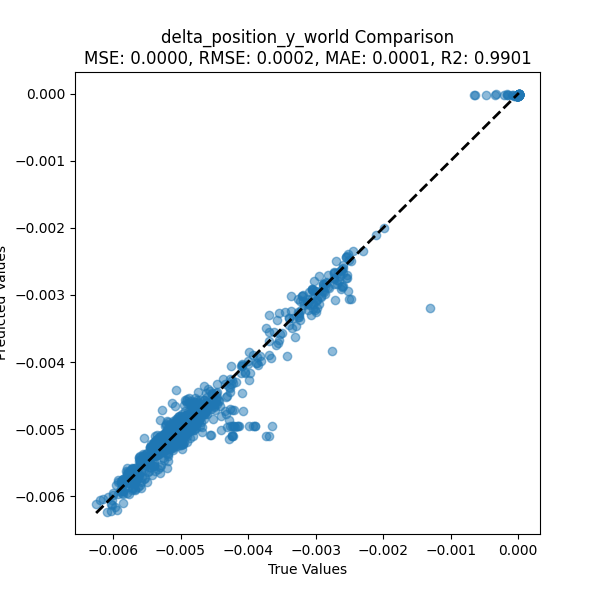 delta_position_y_world Comparison
MSE: 0.0000, RMSE: 0.0002, MAE: 0.0001, R2: 0.9901
0.000
−0.001
−0.002
−0.003
−0.004
−0.005
−0.006
Predicted Values
−0.006 −0.005 −0.004 −0.003 −0.002 −0.001 0.000
True Values